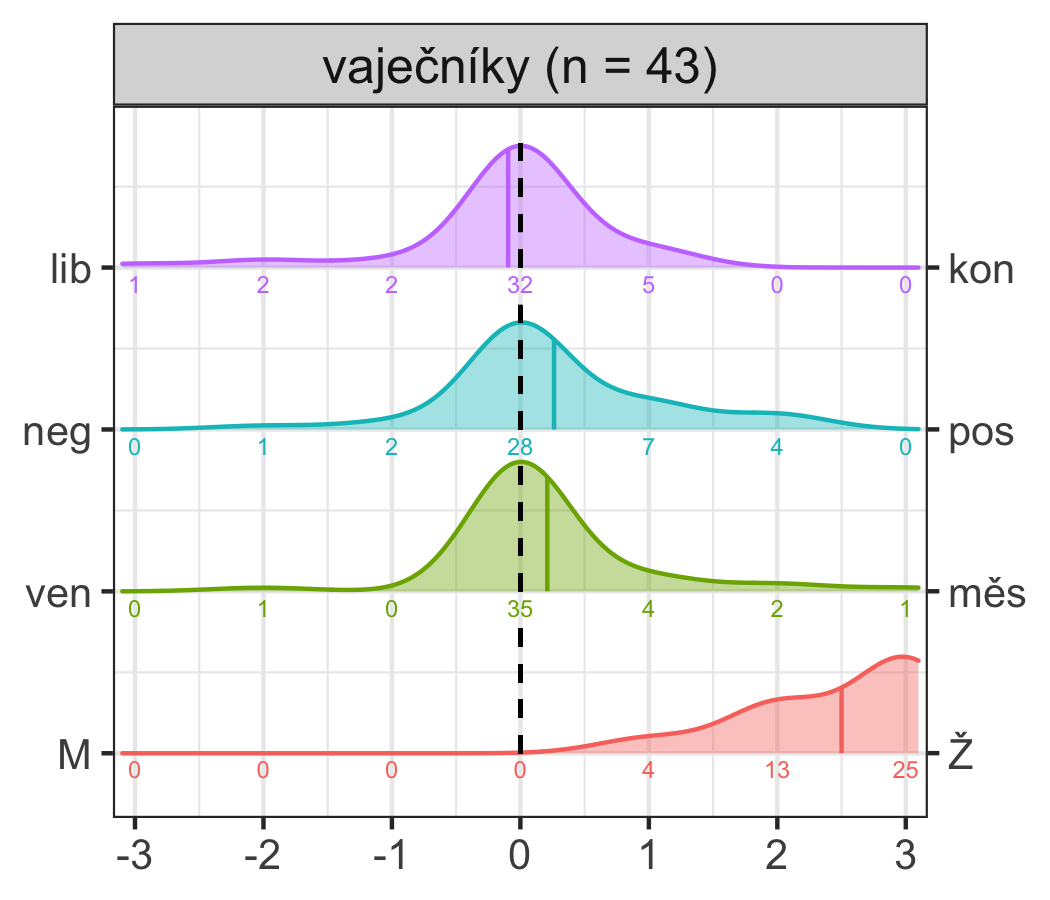 vaječníky (n = 43)
lib kon
1 2 2 32 5 0 0
neg pos
0 1 2 28 7 4 0
ven měs
0 1 0 35 4 2 1
M Ž
0 0 0 0 4 13 25
-3 -2 -1 0 1 2 3